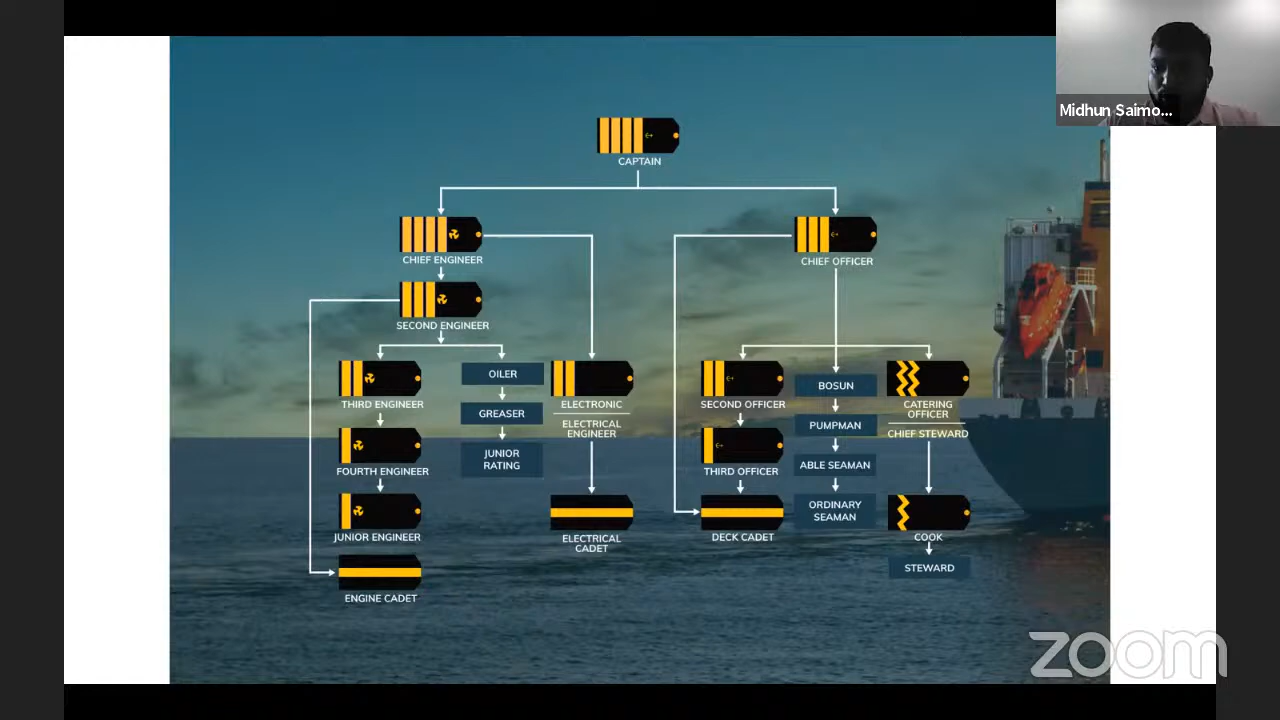 Midhun Saimo...
CAPTAIN
CHIEF ENGINEER
CHIEF OFFICER
SECOND ENGINEER
THIRD ENGINEER
FOURTH ENGINEER
JUNIOR ENGINEER
ENGINE CADET
OILER
GREASER
JUNIOR
RATING
ELECTRONIC
ELECTRICAL
ENGINEER
ELECTRICAL
CADET
SECOND OFFICER
THIRD OFFICER
DECK CADET
BOSUN
PUMPMAN
ABLE SEAMAN
ORDINARY
SEAMAN
CATERING
OFFICER
CHIEF STEWARD
COOK
STEWARD
zoom